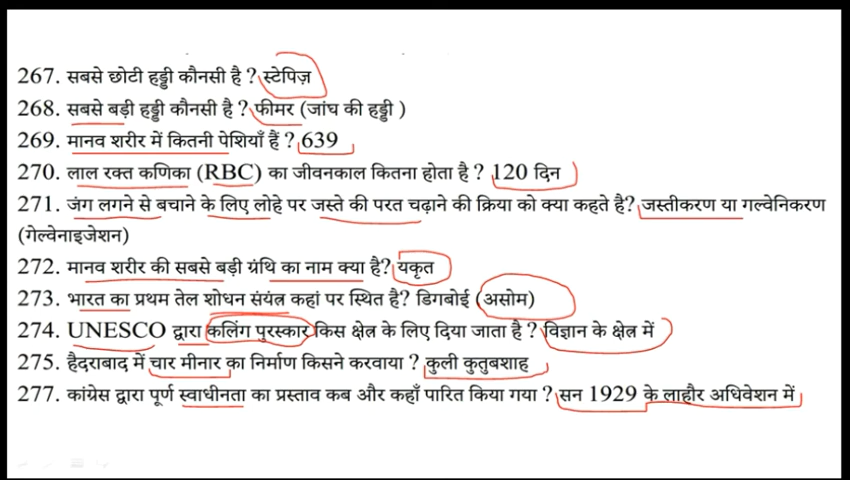 267. सबसे छोटी हड्डी कौनसी है ? स्टेपिज़
268. सबसे बड़ी हड्डी कौनसी है ? फीमर (जांघ की हड्डी )
269. मानव शरीर में कितनी पेशियाँ हैं ? 639
270. लाल रक्त कणिका (RBC) का जीवनकाल कितना होता है ? 120 दिन
271. जंग लगने से बचाने के लिए लोहे पर जस्ते की परत चढ़ाने की क्रिया को क्या कहते है? जस्तीकरण या गल्वेनिकरण
(गेल्वेनाइजेशन)
272. मानव शरीर की सबसे बड़ी ग्रंथि का नाम क्या है? यकृत
273. भारत का प्रथम तेल शोधन संयंत्र कहां पर स्थित है? डिगबोई (असोम)
274. UNESCO द्वारा कलिंग पुरस्कार किस क्षेत्र के लिए दिया जाता है ? विज्ञान के क्षेत्र में
275. हैदराबाद में चार मीनार का निर्माण किसने करवाया ? कुली कुतुबशाह
277. कांग्रेस द्वारा पूर्ण स्वाधीनता का प्रस्ताव कब और कहाँ पारित किया गया ? सन 1929 के लाहौर अधिवेशन में